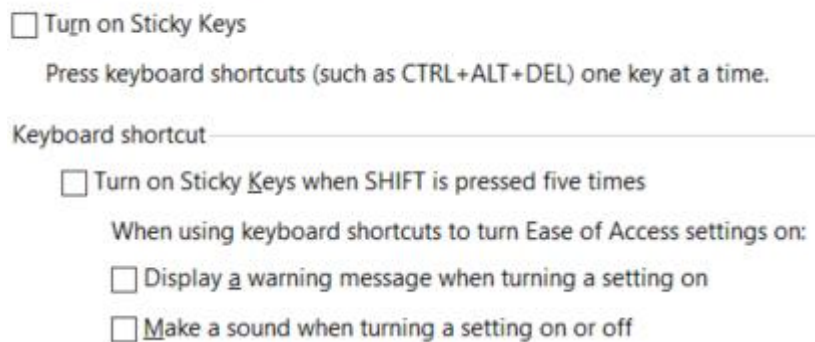 Turn on Sticky Keys
Press keyboard shortcuts (such as CTRL+ALT+DEL) one key at a time.
Keyboard shortcut
Turn on Sticky Keys when SHIFT is pressed five times
When using keyboard shortcuts to turn Ease of Access settings on:
Display a warning message when turning a setting on
Make a sound when turning a setting on or off